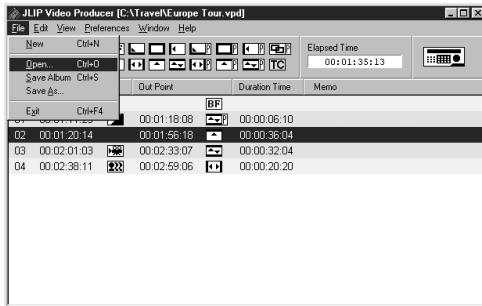 JLIP Video Producer [C:\Travel\Europe Tour.vpd]
File Edit View Preferences Window Help
New Ctrl+N
Open... Ctrl+O
Save Album Ctrl+S
Save As...
Exit Ctrl+F4
P P P P P
P P P P TC
Elapsed Time
00:01:35:13
Out Point Duration Time Memo
BF
00:01:18:08 P 00:00:06:10
02 00:01:20:14 00:01:56:18 00:00:36:04
03 00:02:01:03 00:02:33:07 00:00:32:04
04 00:02:38:11 00:02:59:06 00:00:20:20